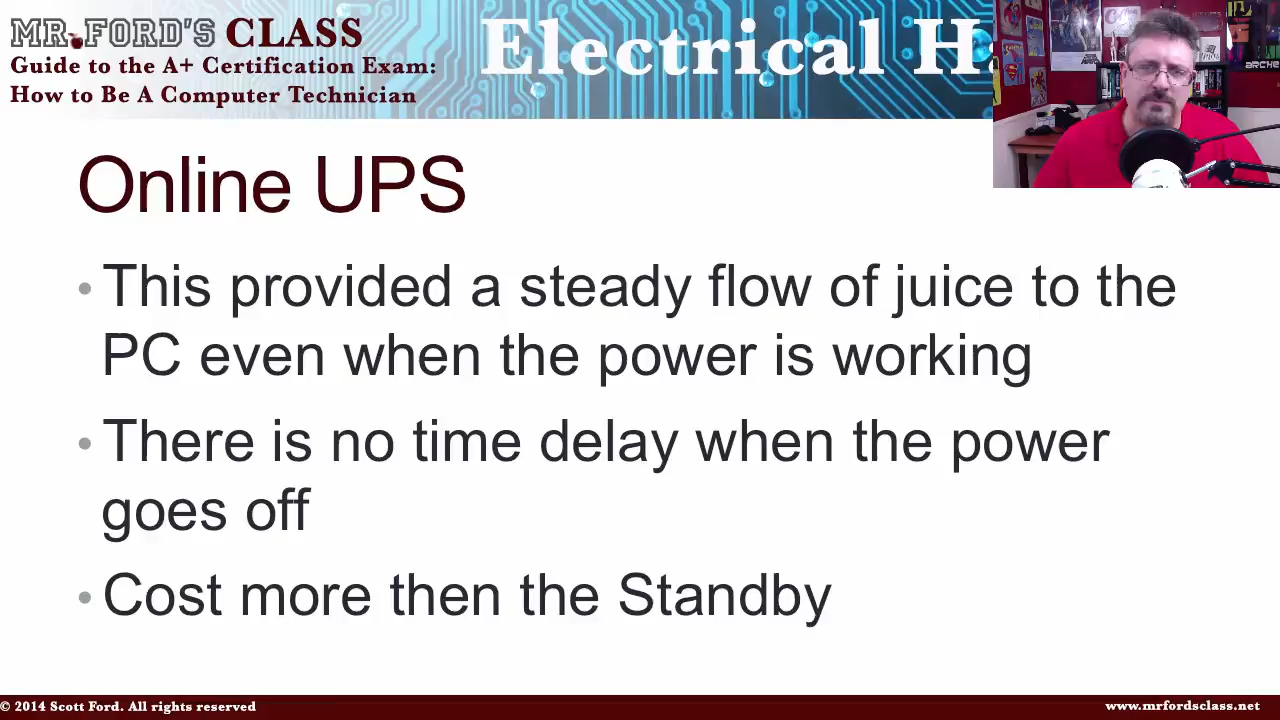 MR. FORD'S CLASS
Guide to the A+ Certification Exam:
How to Be A Computer Technician
Electrical Ha
ARCHE
Online UPS
• This provided a steady flow of juice to the
PC even when the power is working
• There is no time delay when the power
goes off
• Cost more then the Standby
© 2014 Scott Ford. All rights reserved
www.mrfordsclass.net